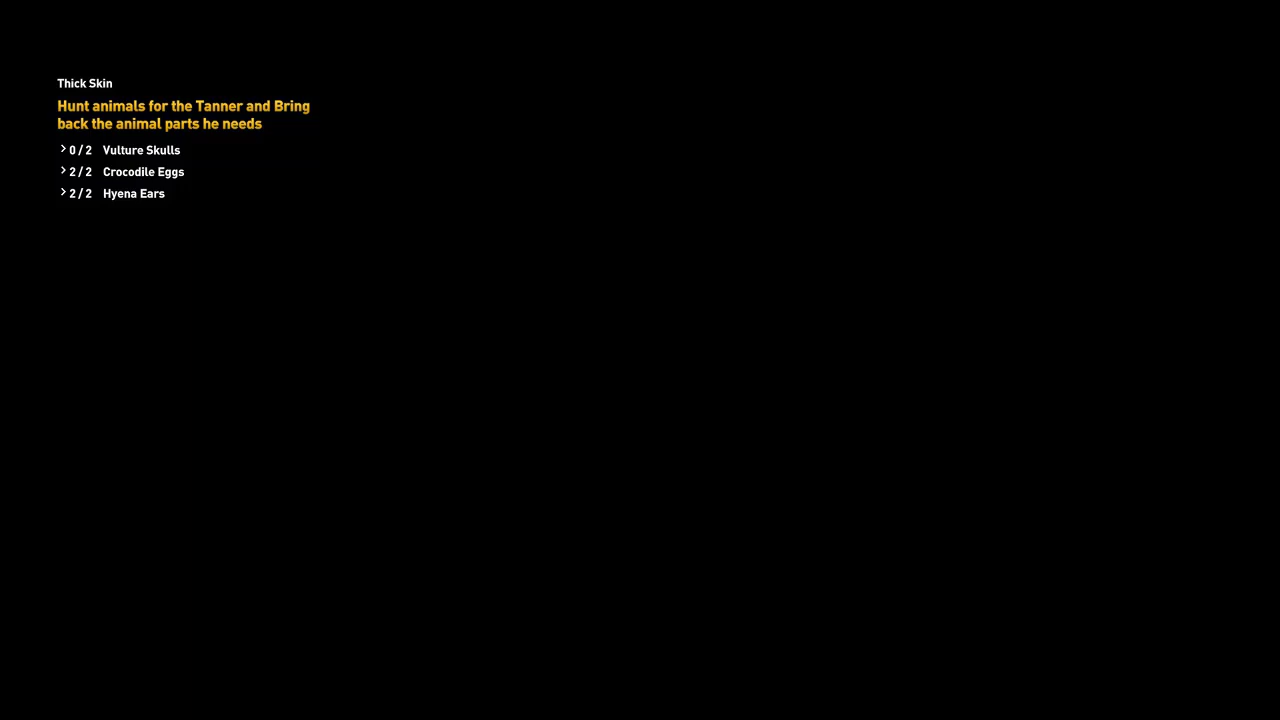 Thick Skin
Hunt animals for the Tanner and Bring
back the animal parts he needs
> 0 / 2 Vulture Skulls
> 2 / 2 Crocodile Eggs
> 2 / 2 Hyena Ears